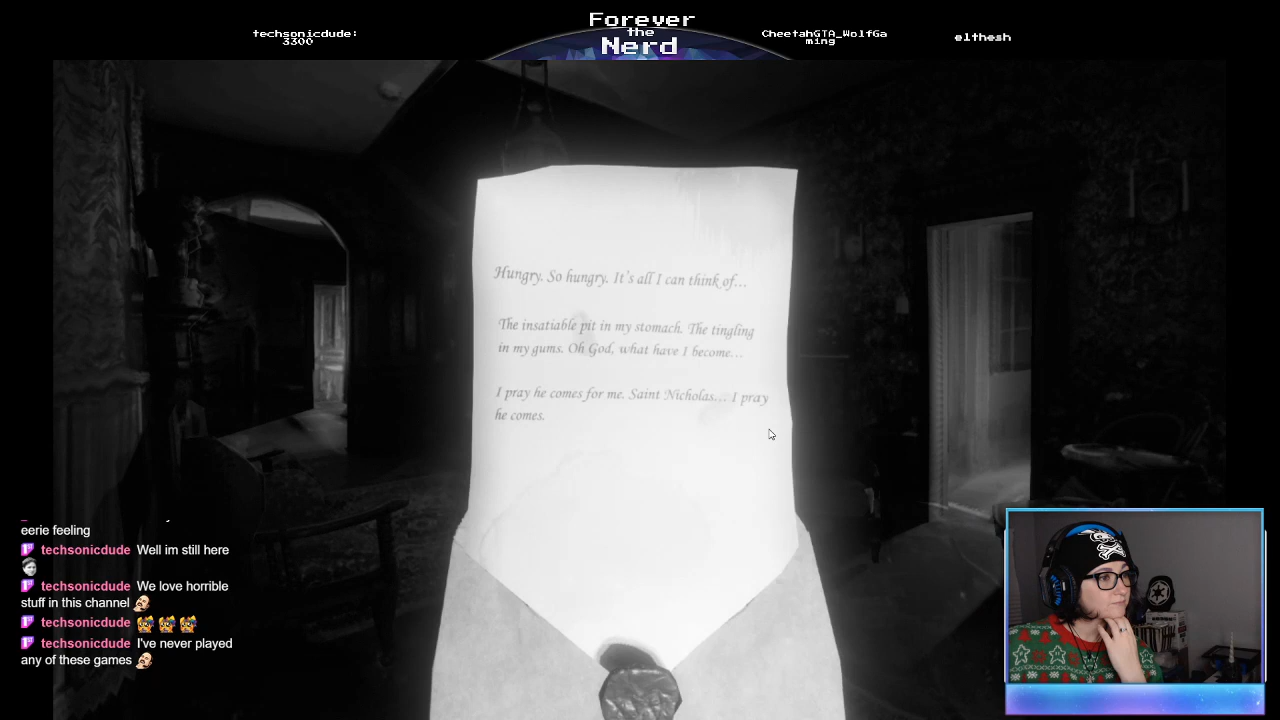 techsonicdude:
3300
Forever
the
Nerd
CheetahGTA_WolfGa
ming
elthesh
Hungry. So hungry. It's all I can think of...
The insatiable pit in my stomach. The tingling
in my gums. Oh God, what have I become...
I pray he comes for me. Saint Nicholas... I pray
he comes.
eerie feeling
techsonicdude Well im still here
techsonicdude We love horrible
stuff in this channel
techsonicdude
techsonicdude I've never played
any of these games